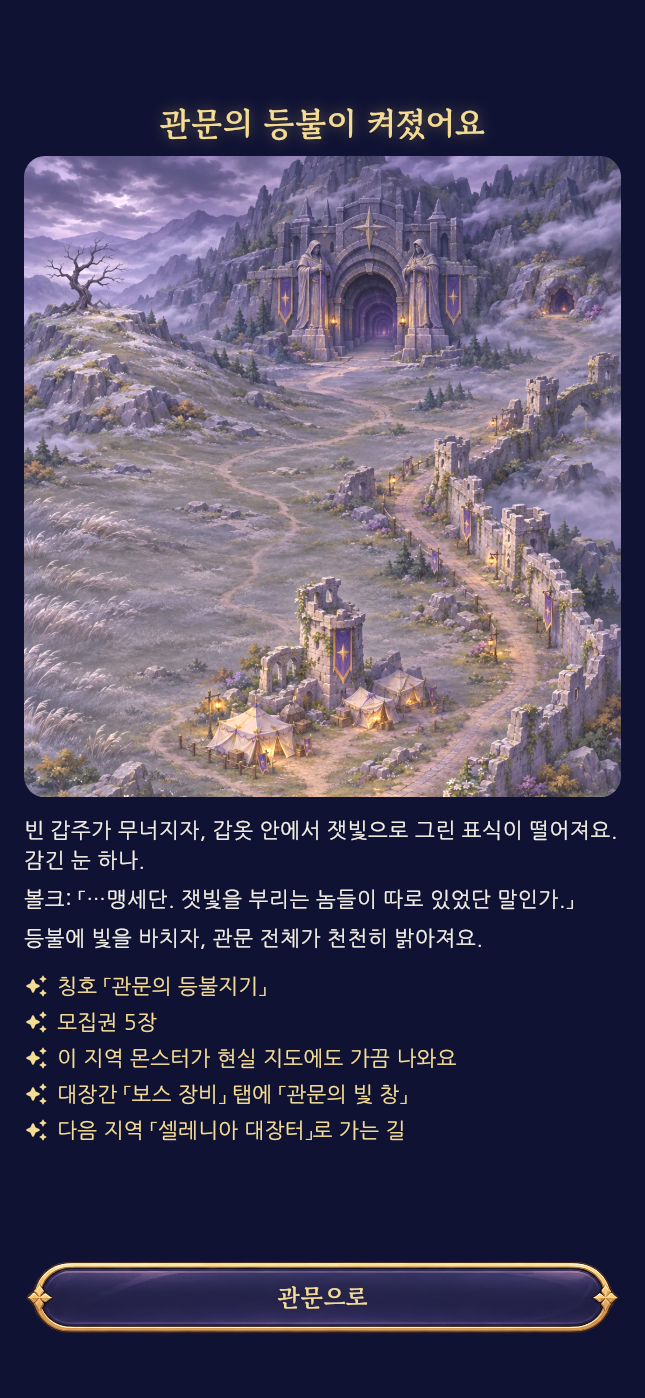 관문의 등불이 켜졌어요
빈 갑주가 무너지자, 갑옷 안에서 잿빛으로 그린 표식이 떨어져요.
감긴 눈 하나.
볼크: 「…맹세단. 잿빛을 부리는 놈들이 따로 있었단 말인가.」
등불에 빛을 바치자, 관문 전체가 천천히 밝아져요.
칭호 「관문의 등불지기」
모집권 5장
이 지역 몬스터가 현실 지도에도 가끔 나와요
대장간 「보스 장비」 탭에 「관문의 빛 창」
다음 지역 「셀레니아 대장터」로 가는 길
관문으로